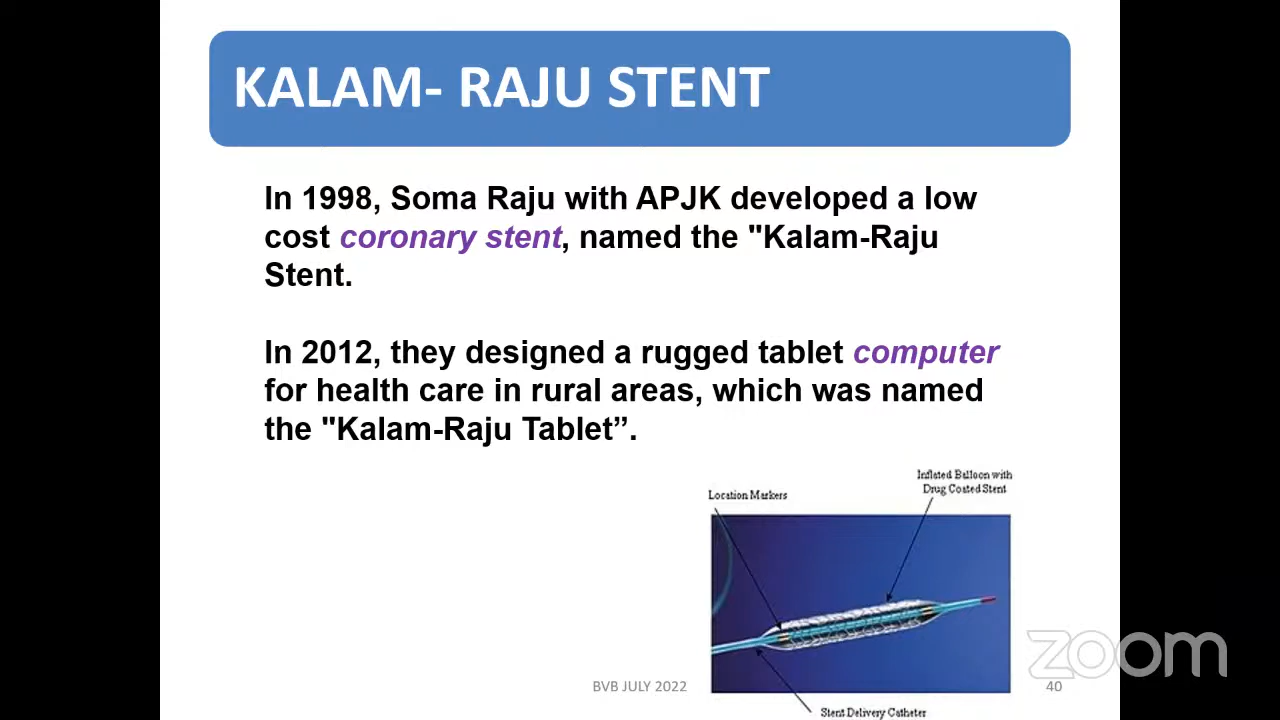 KALAM- RAJU STENT
In 1998, Soma Raju with APJK developed a low
cost coronary stent, named the "Kalam-Raju
Stent.
In 2012, they designed a rugged tablet computer
for health care in rural areas, which was named
the "Kalam-Raju Tablet”.
Inflated Balloon with
Drug Coated Stent
Location Markers
zoom
BVB JULY 2022
40
Stent Delivery Catheter